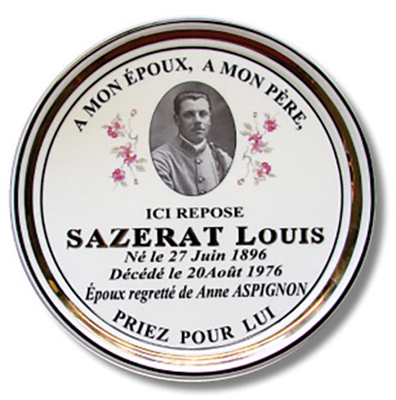 A MON ÉPOUX, A MON PÈRE,
ICI REPOSE
SAZERAT LOUIS
Né le 27 Juin 1896
Décédé le 20Août 1976
Époux regretté de Anne ASPIGNON
PRIEZ POUR LUI